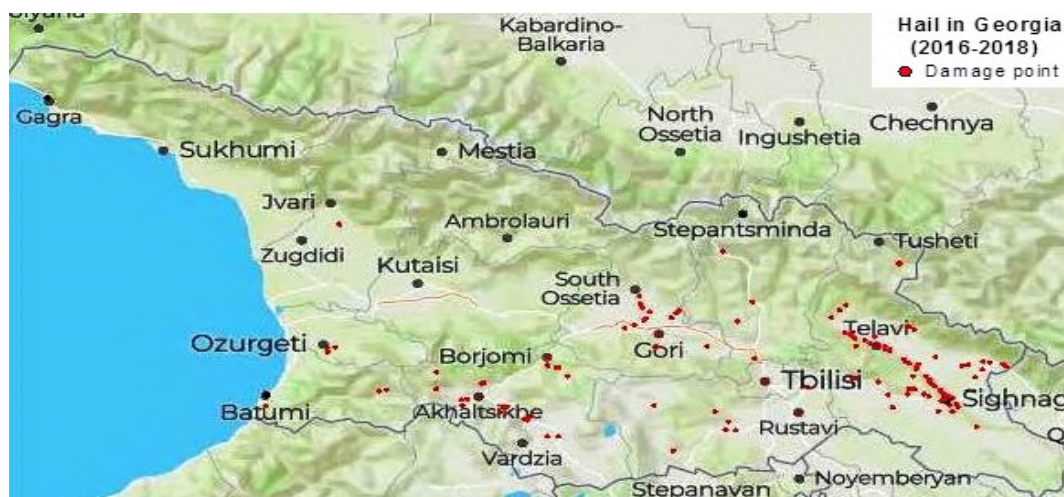 Hail in Georgia
(2016-2018)
Damage point
Kabardino-
Balkaria
Gagra
Sukhumi
Mestia
North
Ossetia
Ingushetia
Chechnya
Jvari
Zugdidi
Ambrolauri
Stepantsminda
Tusheti
Kutaisi
South
Ossetia
Ozurgeti
Borjomi
Gori
Telavi
Tbilisi
Batumi
Akhaltsikhe
Rustavi
Sighnag
Vardzia
Stepanavan
Noyemberyan